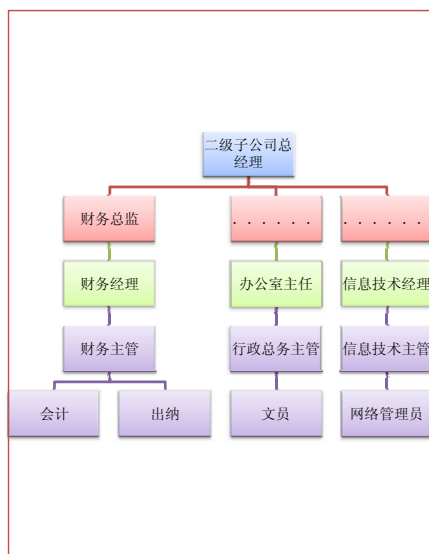 二级子公司总
经理
财务总监
. . . . . .
. . . . . .
财务经理
办公室主任
信息技术经理
财务主管
行政总务主管
信息技术主管
会计
出纳
文员
网络管理员